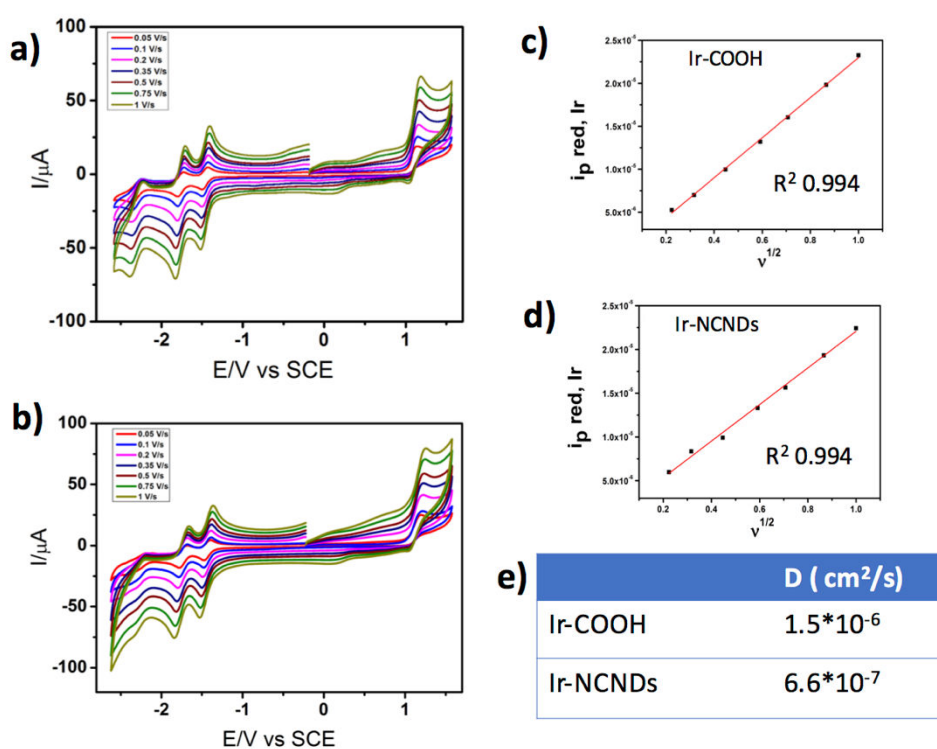 a)
100
50
0
-50
-100
I/μA
0.05 V/s
0.1 V/s
0.2 V/s
0.35 V/s
0.5 V/s
0.75 V/s
1 V/s
-2
-1
0
1
E/V vs SCE
b)
100
50
0
-50
-100
I/μA
0.05 V/s
0.1 V/s
0.2 V/s
0.35 V/s
0.5 V/s
0.75 V/s
1 V/s
-2
-1
0
1
E/V vs SCE
c)
Ir-COOH
iₚ red, Ir
R² 0.994
0.2
0.4
0.6
0.8
1.0
ν^1/2
d)
Ir-NCNDs
iₚ red, Ir
R² 0.994
0.2
0.4
0.6
0.8
1.0
ν^1/2
e)
D ( cm²/s)
Ir-COOH 1.5*10⁻⁶
Ir-NCNDs 6.6*10⁻⁷